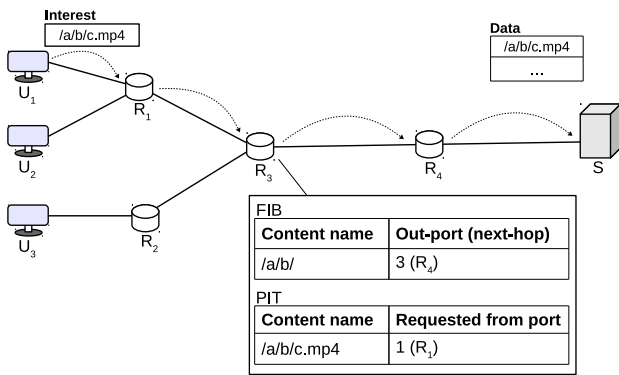 Interest
/a/b/c.mp4
Data
/a/b/c.mp4
...
U1
R1
U2
R3
R4
S
U3
R2
FIB
Content name Out-port (next-hop)
/a/b/ 3 (R4)
PIT
Content name Requested from port
/a/b/c.mp4 1 (R1)